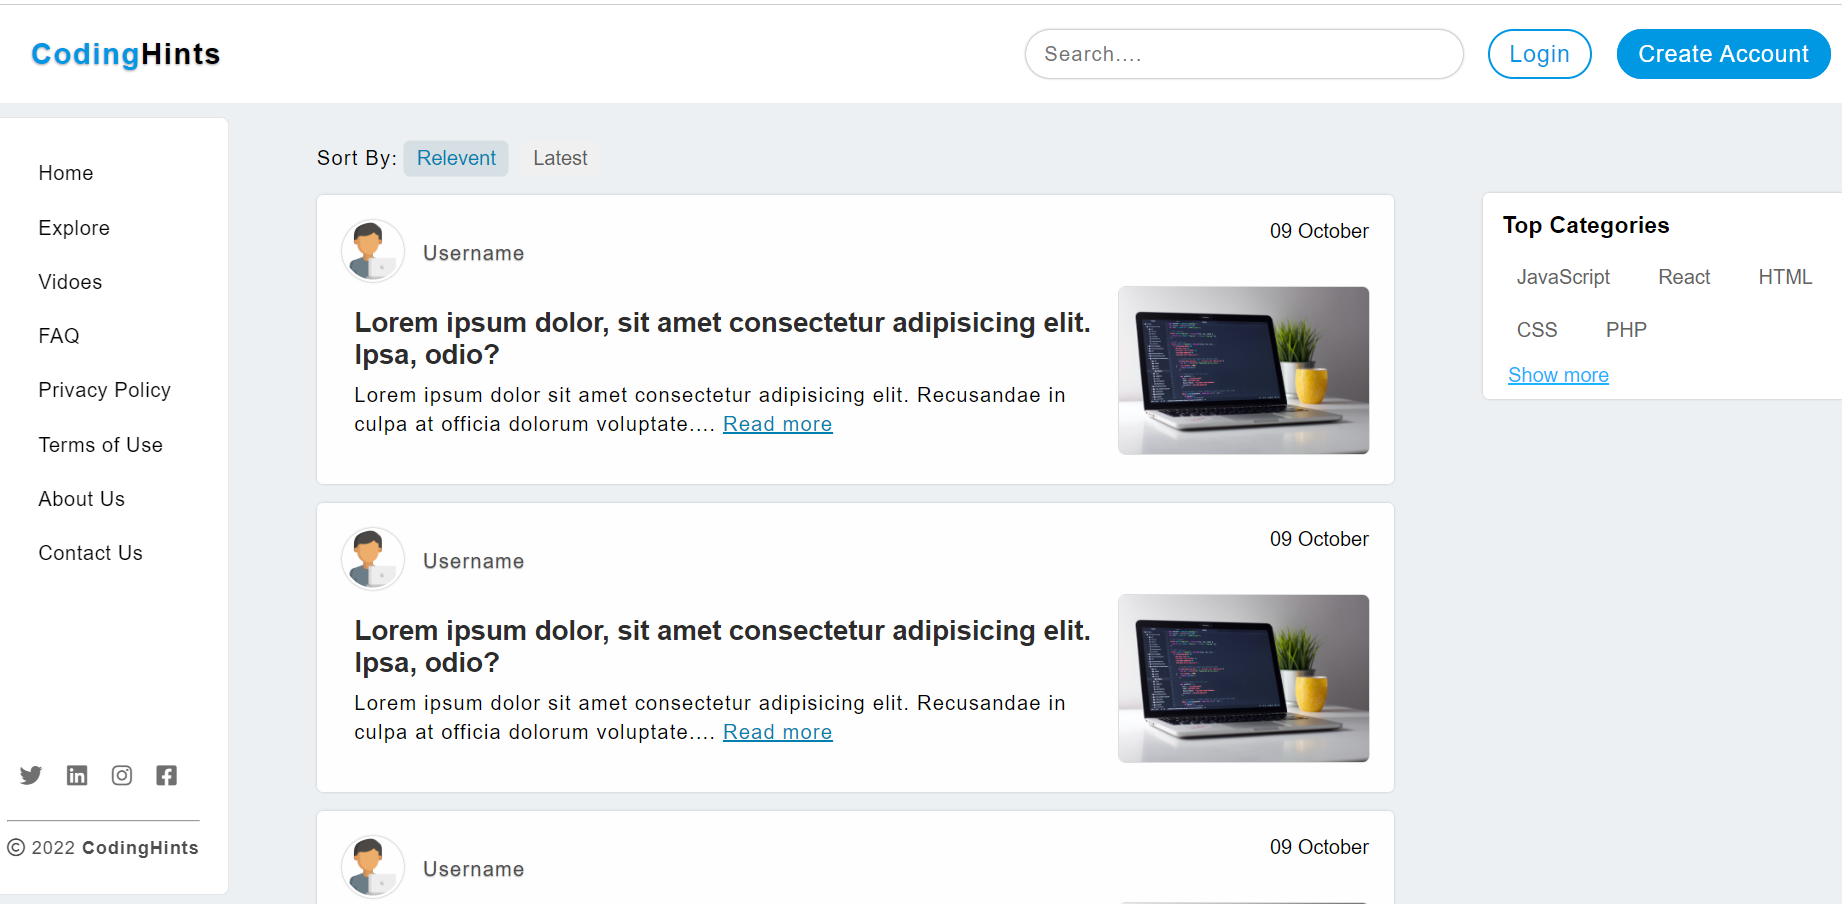 CodingHints
Search....
Login
Create Account
Home
Explore
Vidoes
FAQ
Privacy Policy
Terms of Use
About Us
Contact Us
© 2022 CodingHints
Sort By: Relevent Latest
Username
09 October
Lorem ipsum dolor, sit amet consectetur adipisicing elit.
Ipsa, odio?
Lorem ipsum dolor sit amet consectetur adipisicing elit. Recusandae in
culpa at officia dolorum voluptate.... Read more
Username
09 October
Lorem ipsum dolor, sit amet consectetur adipisicing elit.
Ipsa, odio?
Lorem ipsum dolor sit amet consectetur adipisicing elit. Recusandae in
culpa at officia dolorum voluptate.... Read more
Username
09 October
Top Categories
JavaScript React HTML
CSS PHP
Show more